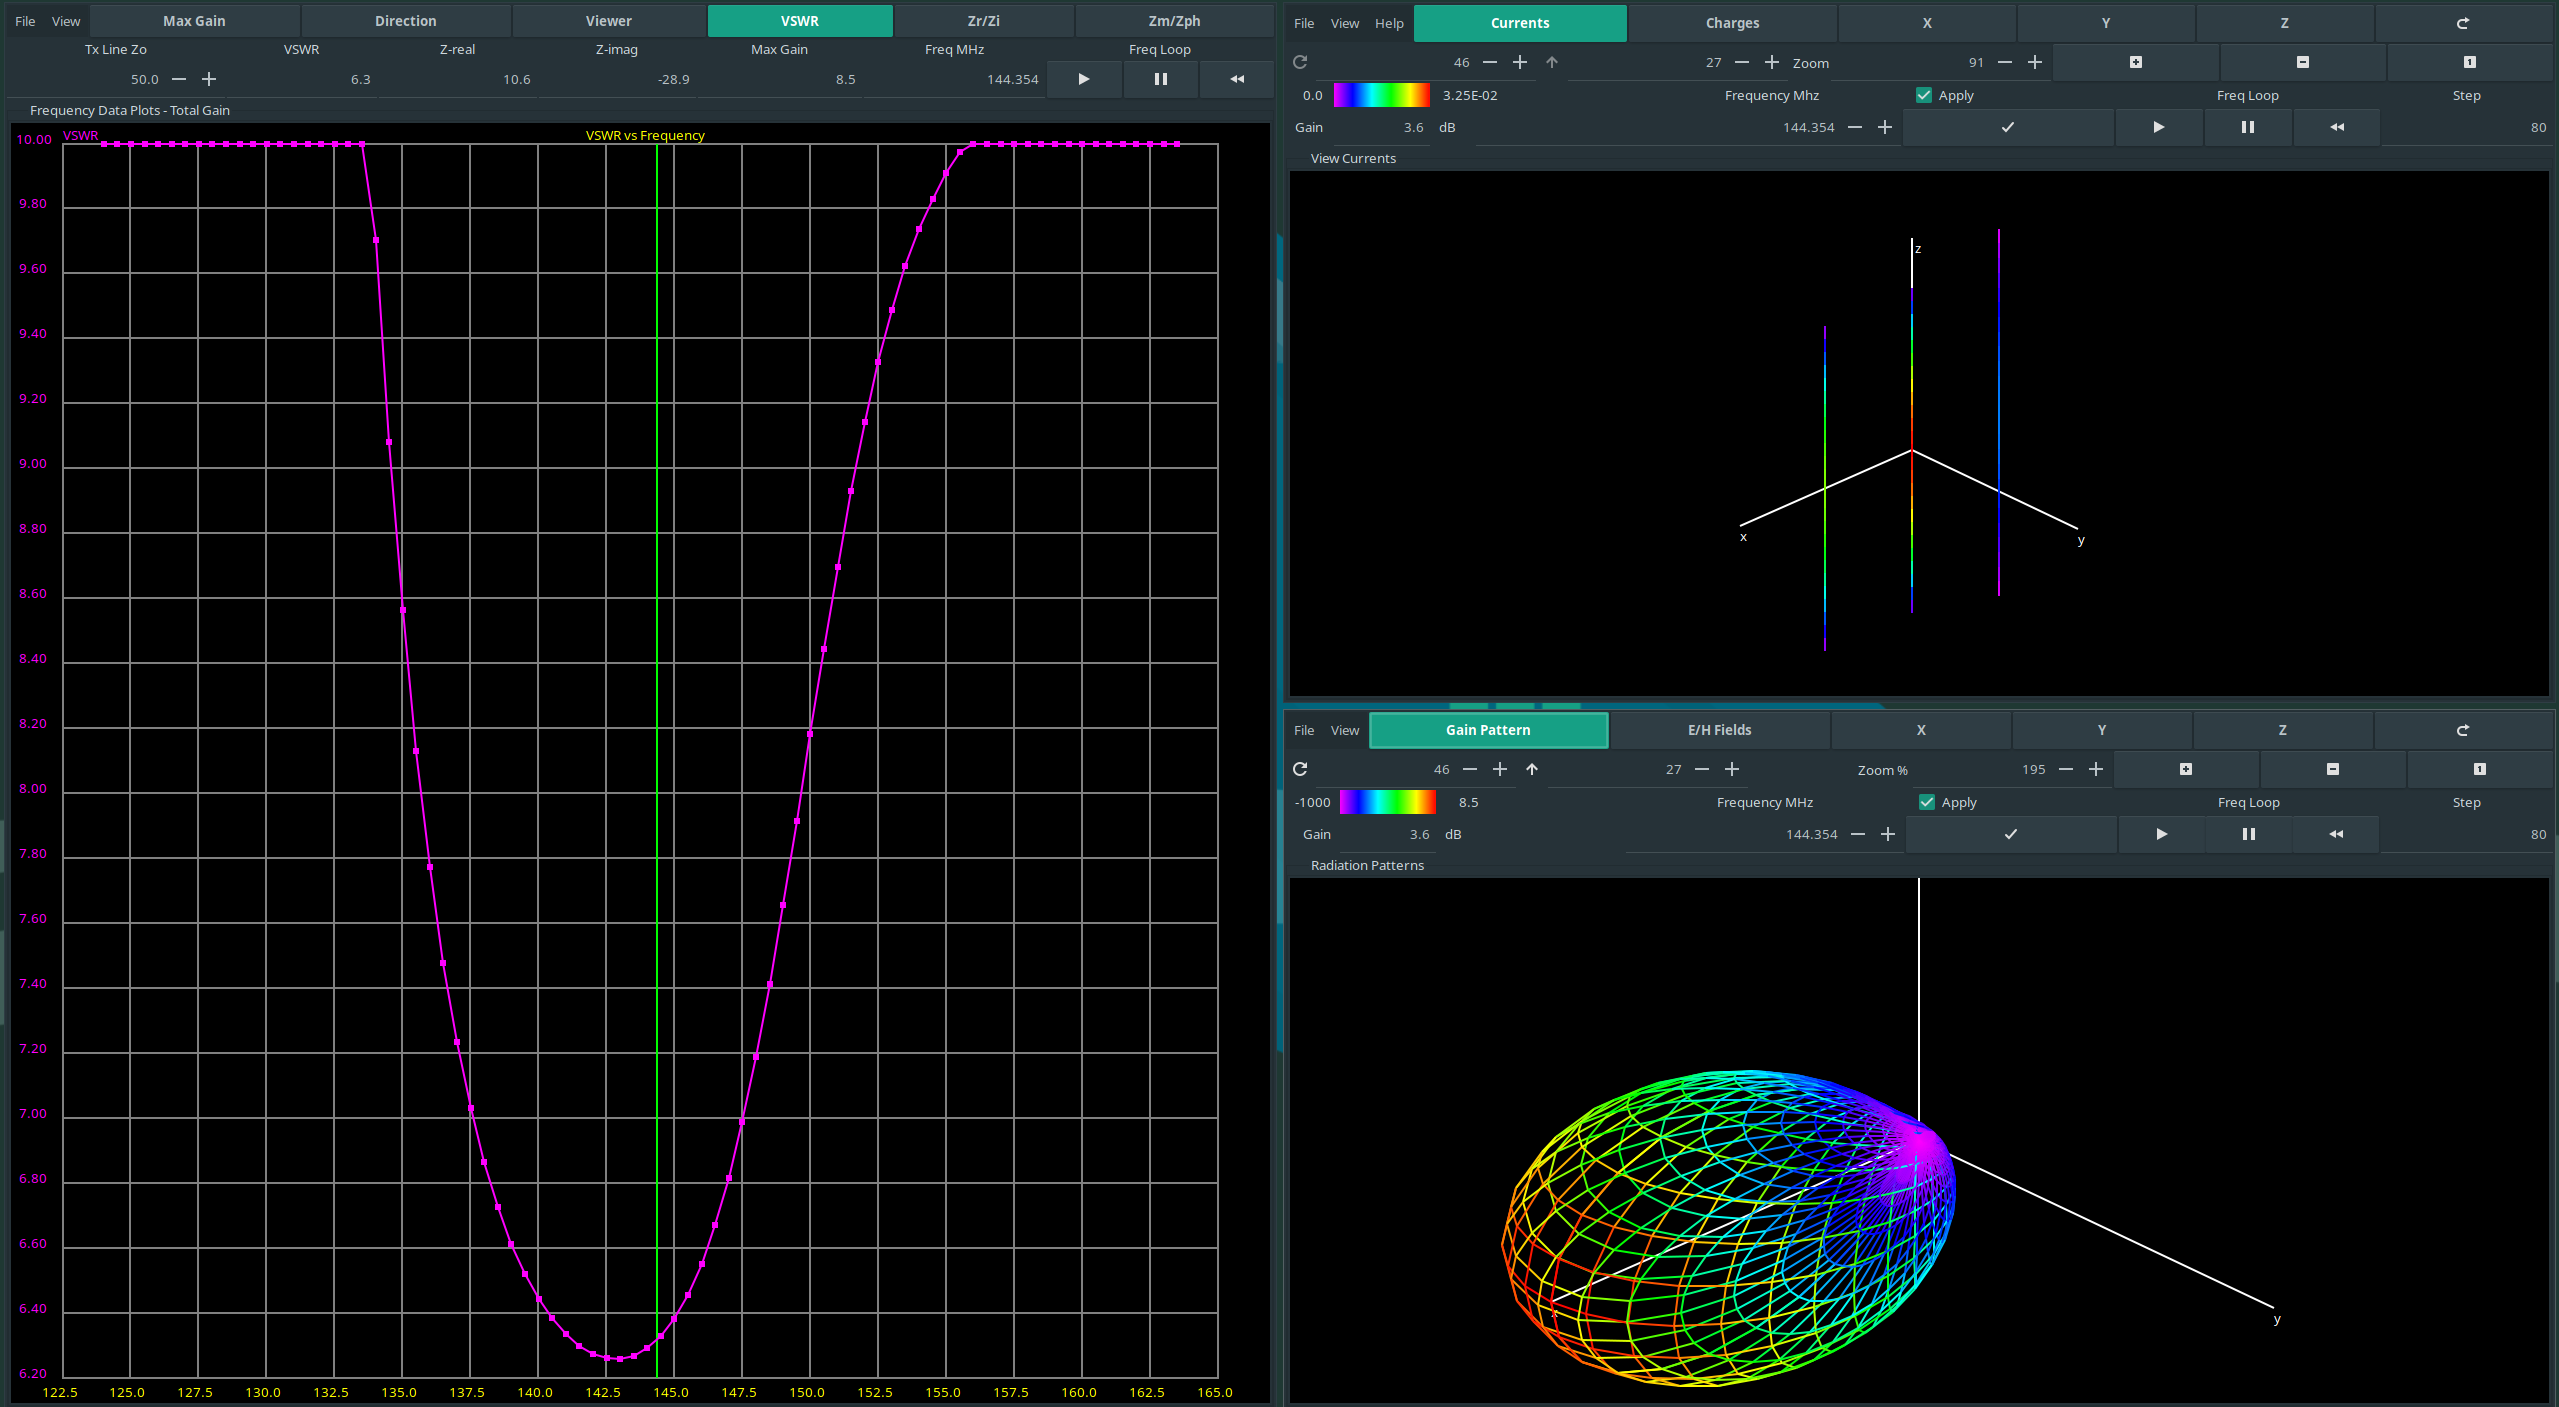 File View Max Gain Direction Viewer VSWR Zr/Zi Zm/Zph
Tx Line Zo VSWR Z-real Z-imag Max Gain Freq MHz Freq Loop
50.0 6.3 10.6 -28.9 8.5 144.354
Frequency Data Plots - Total Gain
VSWR VSWR vs Frequency
10.00
9.80
9.60
9.40
9.20
9.00
8.80
8.60
8.40
8.20
8.00
7.80
7.60
7.40
7.20
7.00
6.80
6.60
6.40
6.20
122.5 125.0 127.5 130.0 132.5 135.0 137.5 140.0 142.5 145.0 147.5 150.0 152.5 155.0 157.5 160.0 162.5 165.0
File View Help Currents Charges X Y Z
46 27 Zoom 91 1
0.0 3.25E-02 Frequency Mhz Apply Freq Loop Step
Gain 3.6 dB 144.354 80
View Currents
z
x
y
File View Gain Pattern E/H Fields X Y Z
46 27 Zoom % 195 1
-1000 8.5 Frequency MHz Apply Freq Loop Step
Gain 3.6 dB 144.354 80
Radiation Patterns
y